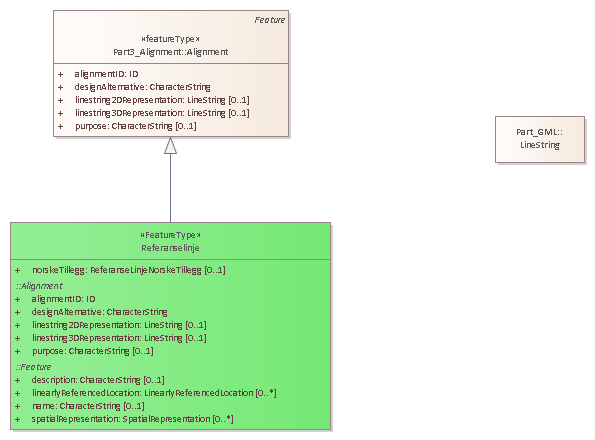 Feature
«featureType»
Part3_Alignment::Alignment
+ alignmentID: ID
+ designAlternative: CharacterString
+ linestring2DRepresentation: LineString [0..1]
+ linestring3DRepresentation: LineString [0..1]
+ purpose: CharacterString [0..1]
Part_GML::
LineString
«FeatureType»
Referanselinje
+ norskeTillegg: ReferanseLinjeNorskeTillegg [0..1]
::Alignment
+ alignmentID: ID
+ designAlternative: CharacterString
+ linestring2DRepresentation: LineString [0..1]
+ linestring3DRepresentation: LineString [0..1]
+ purpose: CharacterString [0..1]
::Feature
+ description: CharacterString [0..1]
+ linearlyReferencedLocation: LinearlyReferencedLocation [0..*]
+ name: CharacterString [0..1]
+ spatialRepresentation: SpatialRepresentation [0..*]